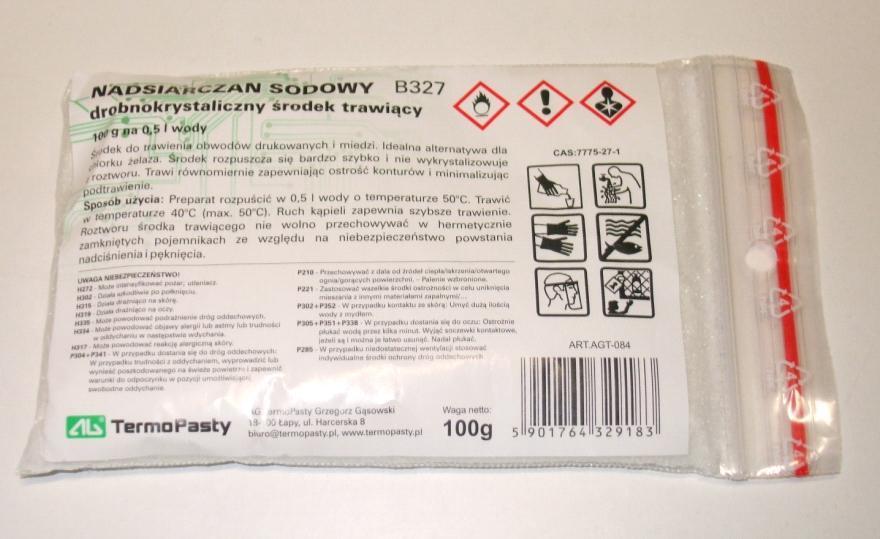 NADSIARCZAN SODOWY B327
drobnokrystaliczny środek trawiący
100 g na 0,5 l wody
Środek do trawienia obwodów drukowanych i miedzi. Idealna alternatywa dla
chlorku żelaza. Środek rozpuszcza się bardzo szybko i nie wykrystalizowuje
z roztworu. Trawi równomiernie zapewniając ostrość konturów i minimalizując
podtrawienie.
Sposób użycia: Preparat rozpuścić w 0,5 l wody o temperaturze 50°C. Trawić
w temperaturze 40°C (max. 50°C). Ruch kąpieli zapewnia szybsze trawienie.
Roztworu środka trawiącego nie wolno przechowywać w hermetycznie
zamkniętych pojemnikach ze względu na niebezpieczeństwo powstania
nadciśnienia i pęknięcia.
UWAGA NIEBEZPIECZEŃSTWO!
H272 - Może intensyfikować pożar; utleniacz.
H302 - Działa szkodliwie po połknięciu.
H315 - Działa drażniąco na skórę.
H319 - Działa drażniąco na oczy.
H335 - Może powodować podrażnienie dróg oddechowych.
H334 - Może powodować objawy alergii lub astmy lub trudności
w oddychaniu w następstwie wdychania.
H317 - Może powodować reakcję alergiczną skóry.
P304+P341 - W przypadku dostania się do dróg oddechowych:
W przypadku trudności z oddychaniem, wyprowadzić lub
wynieść poszkodowanego na świeże powietrze i zapewnić
warunki do odpoczynku w pozycji umożliwiającej
swobodne oddychanie.
P210 - Przechowywać z dala od źródeł ciepła/iskrzenia/otwartego
ognia/gorących powierzchni. - Palenie wzbronione.
P221 - Zastosować wszelkie środki ostrożności w celu uniknięcia
mieszania z innymi materiałami zapalnymi/...
P302+P352 - W przypadku kontaktu ze skórą: Umyć dużą ilością
wody z mydłem.
P305+P351+P338 - W przypadku dostania się do oczu: Ostrożnie
płukać wodą przez kilka minut. Wyjąć soczewki kontaktowe,
jeżeli są i można je łatwo usunąć. Nadal płukać.
P285 - W przypadku niedostatecznej wentylacji stosować
indywidualne środki ochrony dróg oddechowych.
CAS:7775-27-1
ART.AGT-084
AG TermoPasty
AG TermoPasty Grzegorz Gąsowski
18-100 Łapy, ul. Harcerska 8
biuro@termopasty.pl, www.termopasty.pl
Waga netto:
100g
5 901764 329183